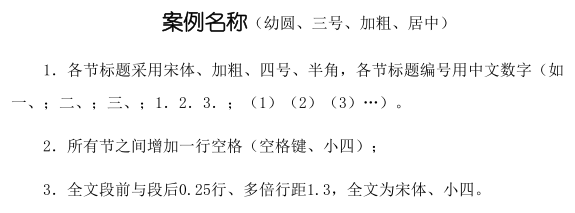 案例名称（幼圆、三号、加粗、居中）
1．各节标题采用宋体、加粗、四号、半角，各节标题编号用中文数字（如
一、；二、；三、；1．2．3．；（1）（2）（3）…）。
2．所有节之间增加一行空格（空格键、小四）；
3．全文段前与段后0.25行、多倍行距1.3，全文为宋体、小四。